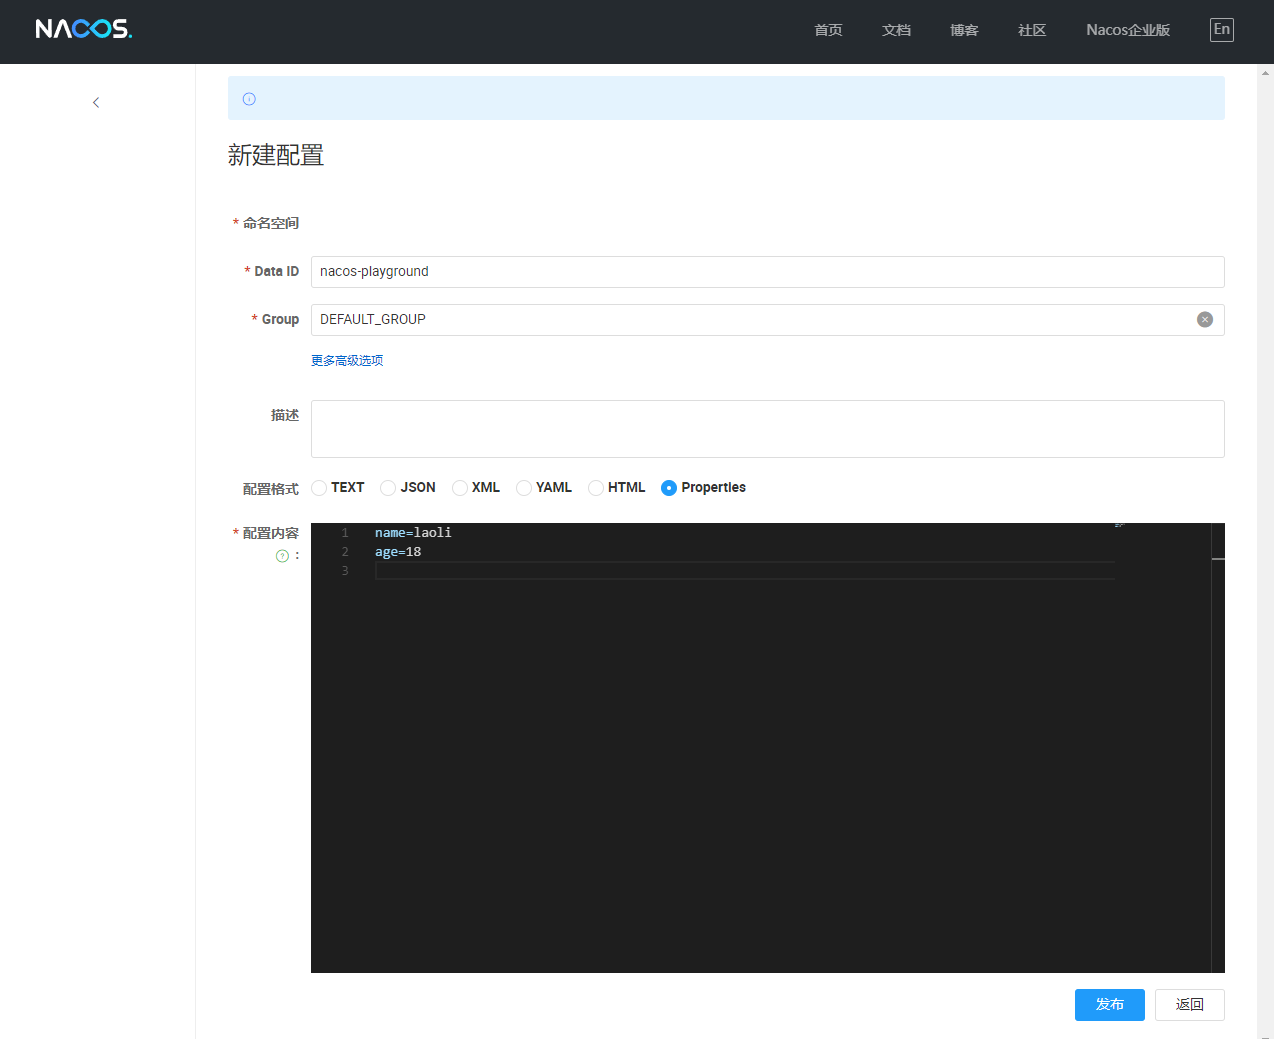 NACOS.
首页 文档 博客 社区 Nacos企业版 En
新建配置
* 命名空间
* Data ID nacos-playground
* Group DEFAULT_GROUP
更多高级选项
描述
配置格式 TEXT JSON XML YAML HTML Properties
* 配置内容 1 name=laoli
? : 2 age=18
3
发布 返回